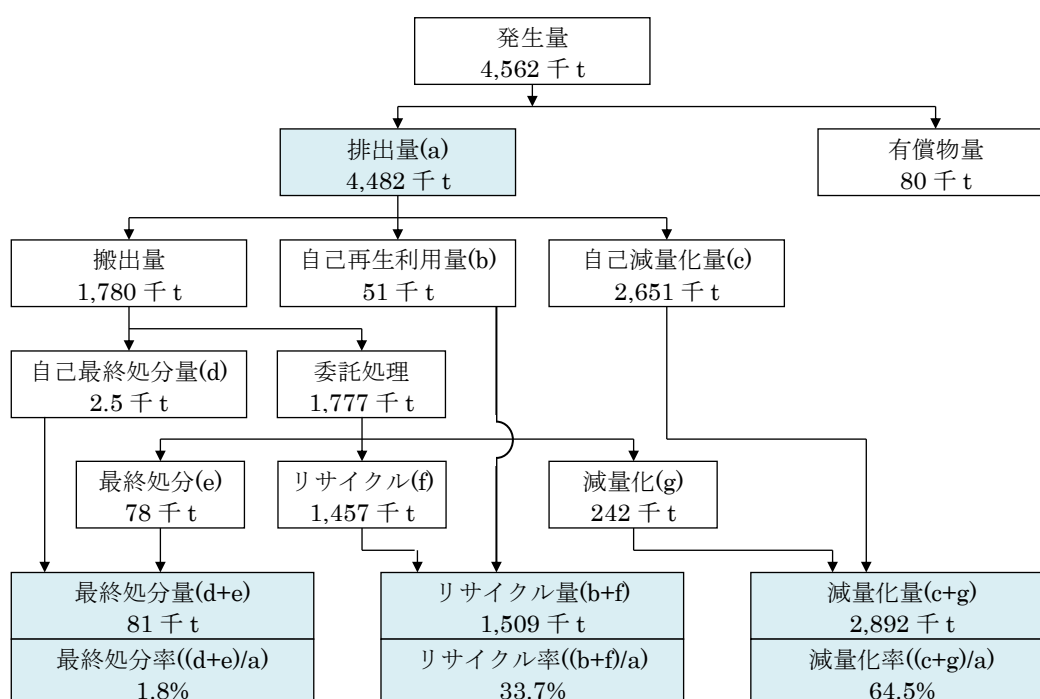 発生量
4,562 千 t
排出量(a)
4,482 千 t
有償物量
80 千 t
搬出量
1,780 千 t
自己再生利用量(b)
51 千 t
自己減量化量(c)
2,651 千 t
自己最終処分量(d)
2.5 千 t
委託処理
1,777 千 t
最終処分(e)
78 千 t
リサイクル(f)
1,457 千 t
減量化(g)
242 千 t
最終処分量(d+e)
81 千 t
最終処分率((d+e)/a)
1.8%
リサイクル量(b+f)
1,509 千 t
リサイクル率((b+f)/a)
33.7%
減量化量(c+g)
2,892 千 t
減量化率((c+g)/a)
64.5%